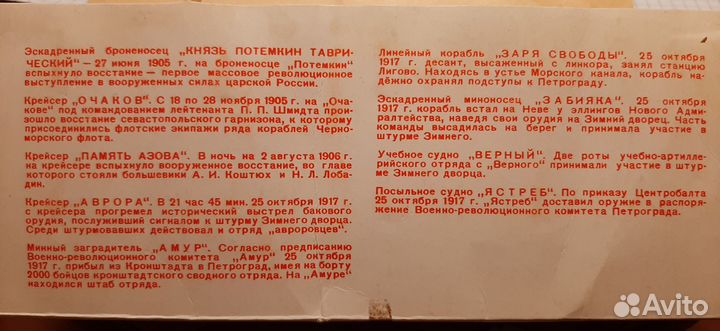 Эскадренный броненосец „КНЯЗЬ ПОТЕМКИН ТАВРИ-
ЧЕСКИЙ“ — 27 июня 1905 г. на броненосце „Потемкин“
вспыхнуло восстание — первое массовое революционное
выступление в вооруженных силах царской России.
Крейсер „ОЧАКОВ“. С 18 по 28 ноября 1905 г. на „Оча-
кове“ под командованием лейтенанта П. П. Шмидта про-
изошло восстание севастопольского гарнизона, к которому
присоединились флотские экипажи ряда кораблей Черно-
морского флота.
Крейсер „ПАМЯТЬ АЗОВА“. В ночь на 2 августа 1906 г.
на крейсере вспыхнуло вооруженное восстание, во главе
которого стояли большевики А. И. Коштюх и Н. Л. Лоба-
дин.
Крейсер „АВРОРА“. В 21 час 45 мин. 25 октября 1917 г.
с крейсера прогремел исторический выстрел бакового
орудия, послуживший сигналом к штурму Зимнего дворца.
Среди штурмовавших действовал и отряд „авроровцев“.
Минный заградитель „АМУР“. Согласно предписанию
Военно-революционного комитета „Амур“ 25 октября
1917 г. прибыл из Кронштадта в Петроград, имея на борту
2000 бойцов кронштадтского сводного отряда. На „Амуре“
находился штаб отряда.
Линейный корабль „ЗАРЯ СВОБОДЫ“. 25 октября
1917 г. десант, высаженный с линкора, занял станцию
Лигово. Находясь в устье Морского канала, корабль на-
дёжно охранял подступы к Петрограду.
Эскадренный миноносец „ЗАБИЯКА“. 25 октября
1917 г. корабль встал на Неве у эллингов. Нового Адми-
ралтейства, наведя свои орудия на Зимний дворец. Часть
команды высадилась на берег и принимала участие в
штурме Зимнего.
Учебное судно „ВЕРНЫЙ“. Две роты учебно-артилле-
рийского отряда с „Верного“ принимали участие в штур-
ме Зимнего дворца.
Посыльное судно „ЯСТРЕБ“. По приказу Центробалта
25 октября 1917 г. „Ястреб“ доставил оружие в распоря-
жение Военно-революционного комитета Петрограда.
Avito